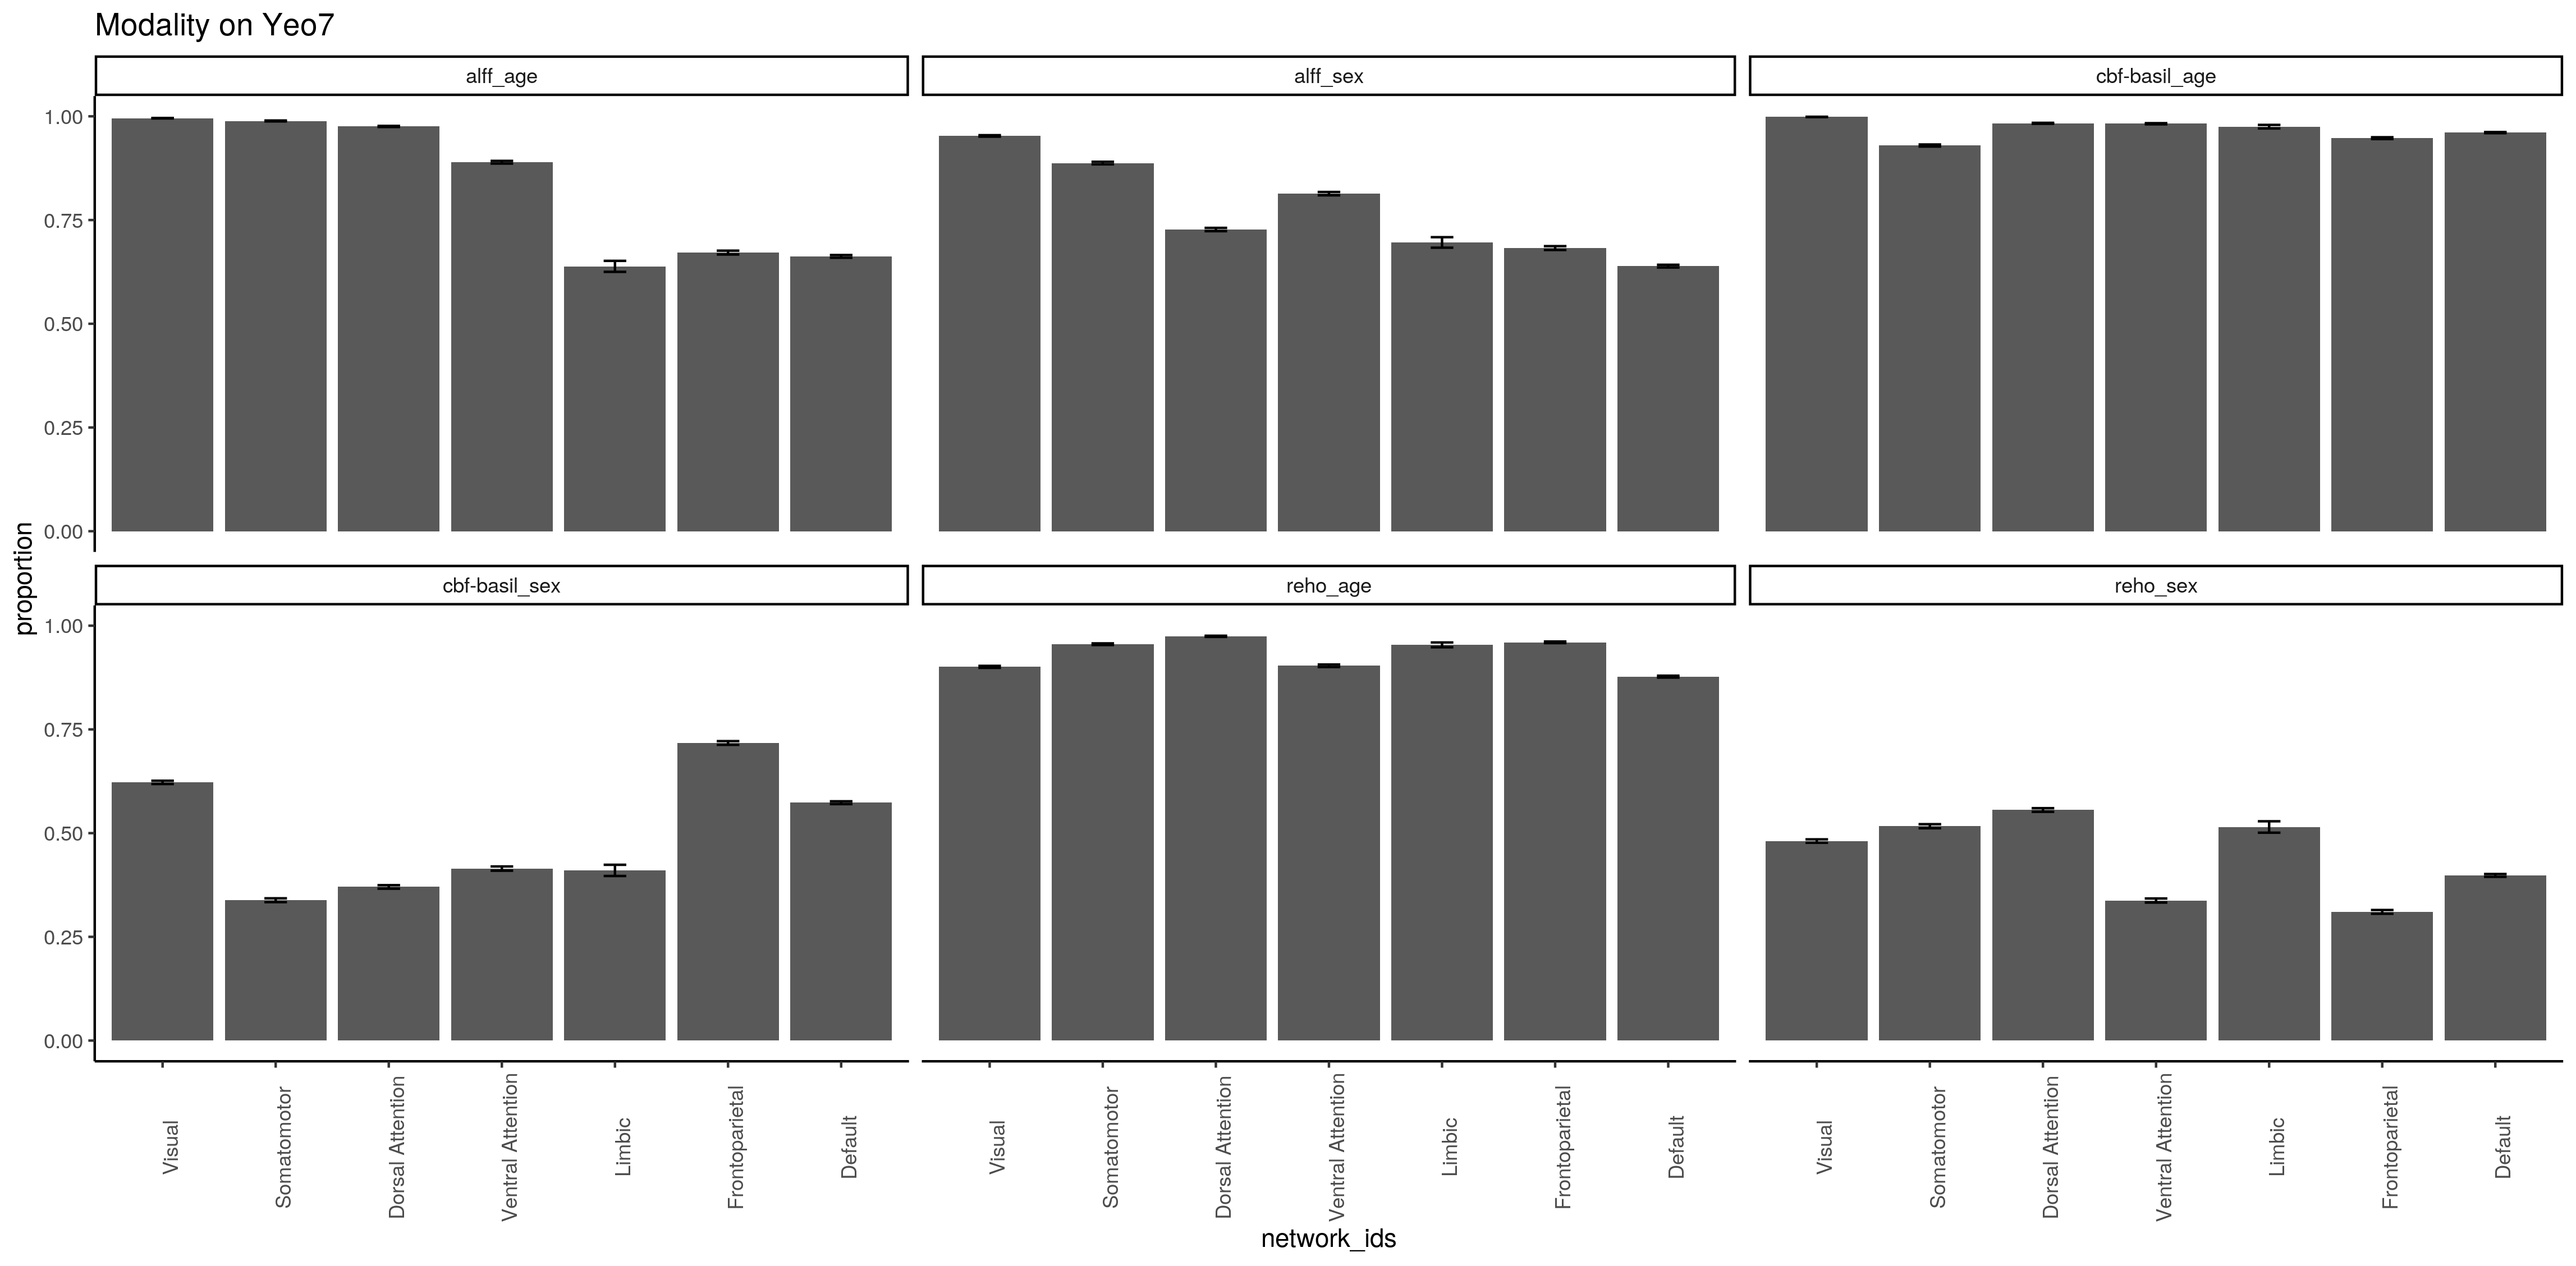 Modality on Yeo7
alff_age
alff_sex
cbf-basil_age
1.00
0.75
0.50
0.25
0.00
proportion
cbf-basil_sex
reho_age
reho_sex
1.00
0.75
0.50
0.25
0.00
Visual
Somatomotor
Dorsal Attention
Ventral Attention
Limbic
Frontoparietal
Default
Visual
Somatomotor
Dorsal Attention
Ventral Attention
Limbic
Frontoparietal
Default
Visual
Somatomotor
Dorsal Attention
Ventral Attention
Limbic
Frontoparietal
Default
network_ids